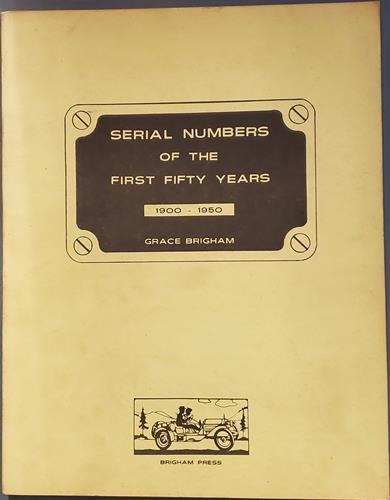 SERIAL NUMBERS
OF THE
FIRST FIFTY YEARS
1900 - 1950
GRACE BRIGHAM
BRIGHAM PRESS